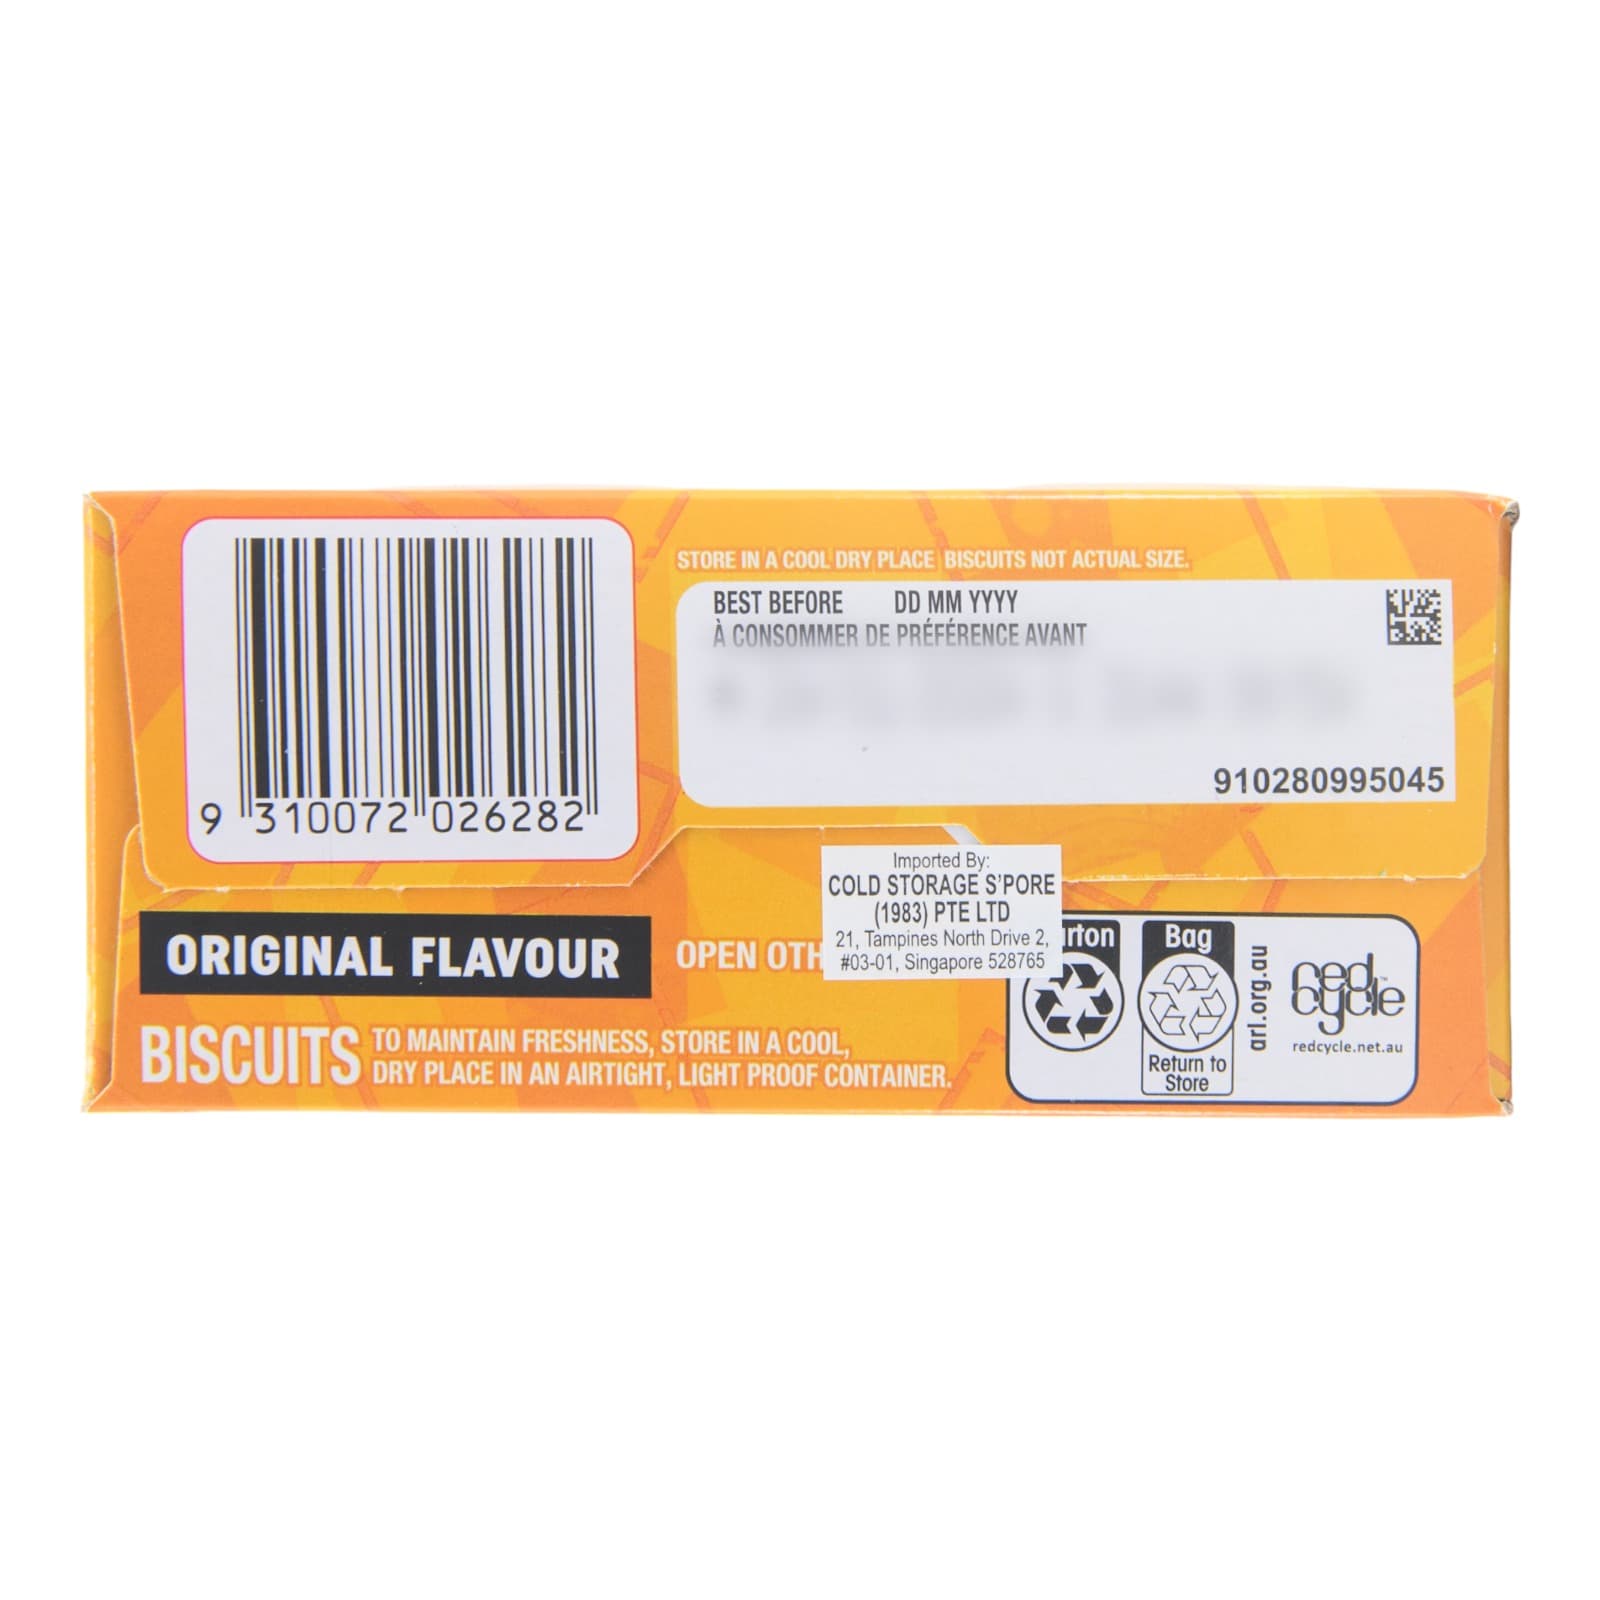 STORE IN A COOL DRY PLACE BISCUITS NOT ACTUAL SIZE.
BEST BEFORE DD MM YYYY
À CONSOMMER DE PRÉFÉRENCE AVANT
910280995045
9 310072 026282
Imported By:
COLD STORAGE S'PORE
(1983) PTE LTD
21, Tampines North Drive 2,
#03-01, Singapore 528765
ORIGINAL FLAVOUR
OPEN
BISCUITS TO MAINTAIN FRESHNESS, STORE IN A COOL,
DRY PLACE IN AN AIRTIGHT, LIGHT PROOF CONTAINER.
Bag
Return to
Store
arl.org.au
red
cycle™
redcycle.net.au